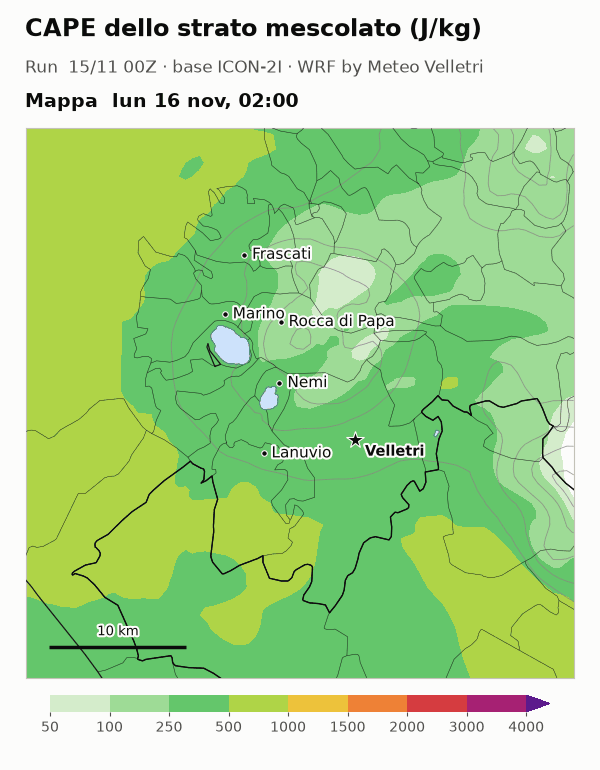 CAPE dello strato mescolato (J/kg)
Run  15/11 00Z · base ICON-2I · WRF by Meteo Velletri
Mappa  lun 16 nov, 02:00
Frascati
Marino
Rocca di Papa
Nemi
Velletri
Lanuvio
10 km
50 100 250 500 1000 1500 2000 3000 4000